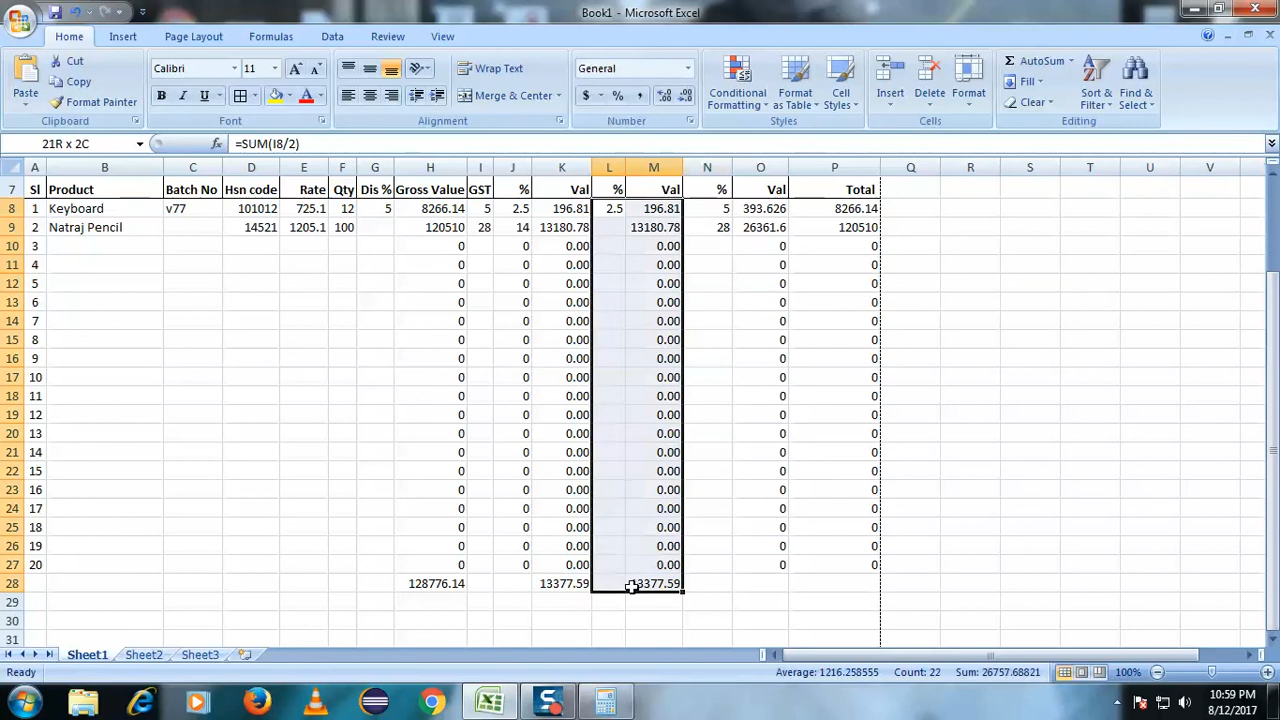 Book1 - Microsoft Excel
Home Insert Page Layout Formulas Data Review View
Cut
Copy
Format Painter
Paste
Clipboard
Calibri 11
B I U A
Font
Wrap Text
Merge & Center
Alignment
General
$ % ,
Number
Conditional Formatting
Format as Table
Cell Styles
Styles
Insert Delete Format
Cells
Σ AutoSum
Fill
Clear
Sort & Filter
Find & Select
Editing
21R x 2C fx =SUM(I8/2)
A B C D E F G H I J K L M N O P Q R S T U V
7 Sl Product Batch No Hsn code Rate Qty Dis % Gross Value GST % Val % Val % Val Total
8 1 Keyboard v77 101012 725.1 12 5 8266.14 5 2.5 196.81 2.5 196.81 5 393.626 8266.14
9 2 Natraj Pencil 14521 1205.1 100 120510 28 14 13180.78 13180.78 28 26361.6 120510
10 3 0 0 0.00 0.00 0 0
11 4 0 0 0.00 0.00 0 0
12 5 0 0 0.00 0.00 0 0
13 6 0 0 0.00 0.00 0 0
14 7 0 0 0.00 0.00 0 0
15 8 0 0 0.00 0.00 0 0
16 9 0 0 0.00 0.00 0 0
17 10 0 0 0.00 0.00 0 0
18 11 0 0 0.00 0.00 0 0
19 12 0 0 0.00 0.00 0 0
20 13 0 0 0.00 0.00 0 0
21 14 0 0 0.00 0.00 0 0
22 15 0 0 0.00 0.00 0 0
23 16 0 0 0.00 0.00 0 0
24 17 0 0 0.00 0.00 0 0
25 18 0 0 0.00 0.00 0 0
26 19 0 0 0.00 0.00 0 0
27 20 0 0 0.00 0.00 0 0
28 128776.14 13377.59 3377.59
29
30
31
Sheet1 Sheet2 Sheet3
Ready Average: 1216.258555 Count: 22 Sum: 26757.68821 100%
10:59 PM
8/12/2017